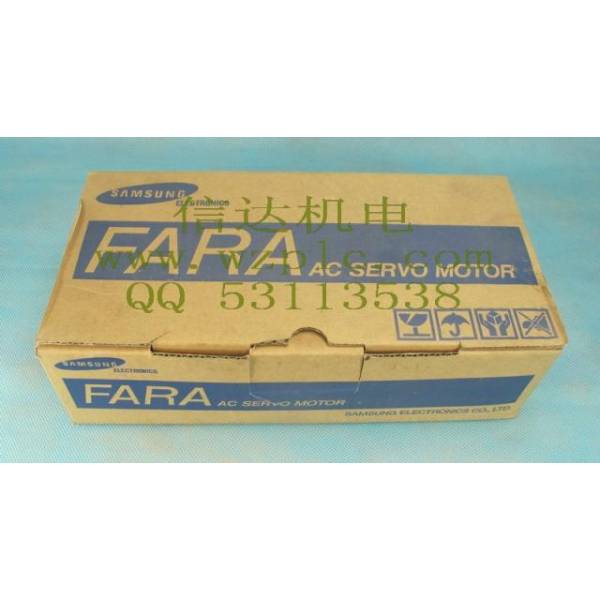 SAMSUNG
ELECTRONICS
信达机电
FARA AC SERVO MOTOR
www.wzplc.com
QQ 53113538
SAMSUNG
ELECTRONICS
FARA AC SERVO MOTOR
SAMSUNG ELECTRONICS CO., LTD